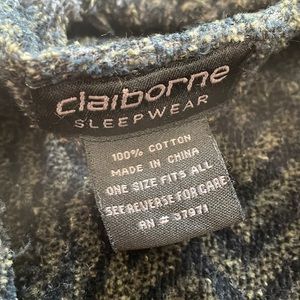 claiborne
SLEEPWEAR
100% COTTON
MADE IN CHINA
ONE SIZE FITS ALL
SEE REVERSE FOR CARE
RN # 37971